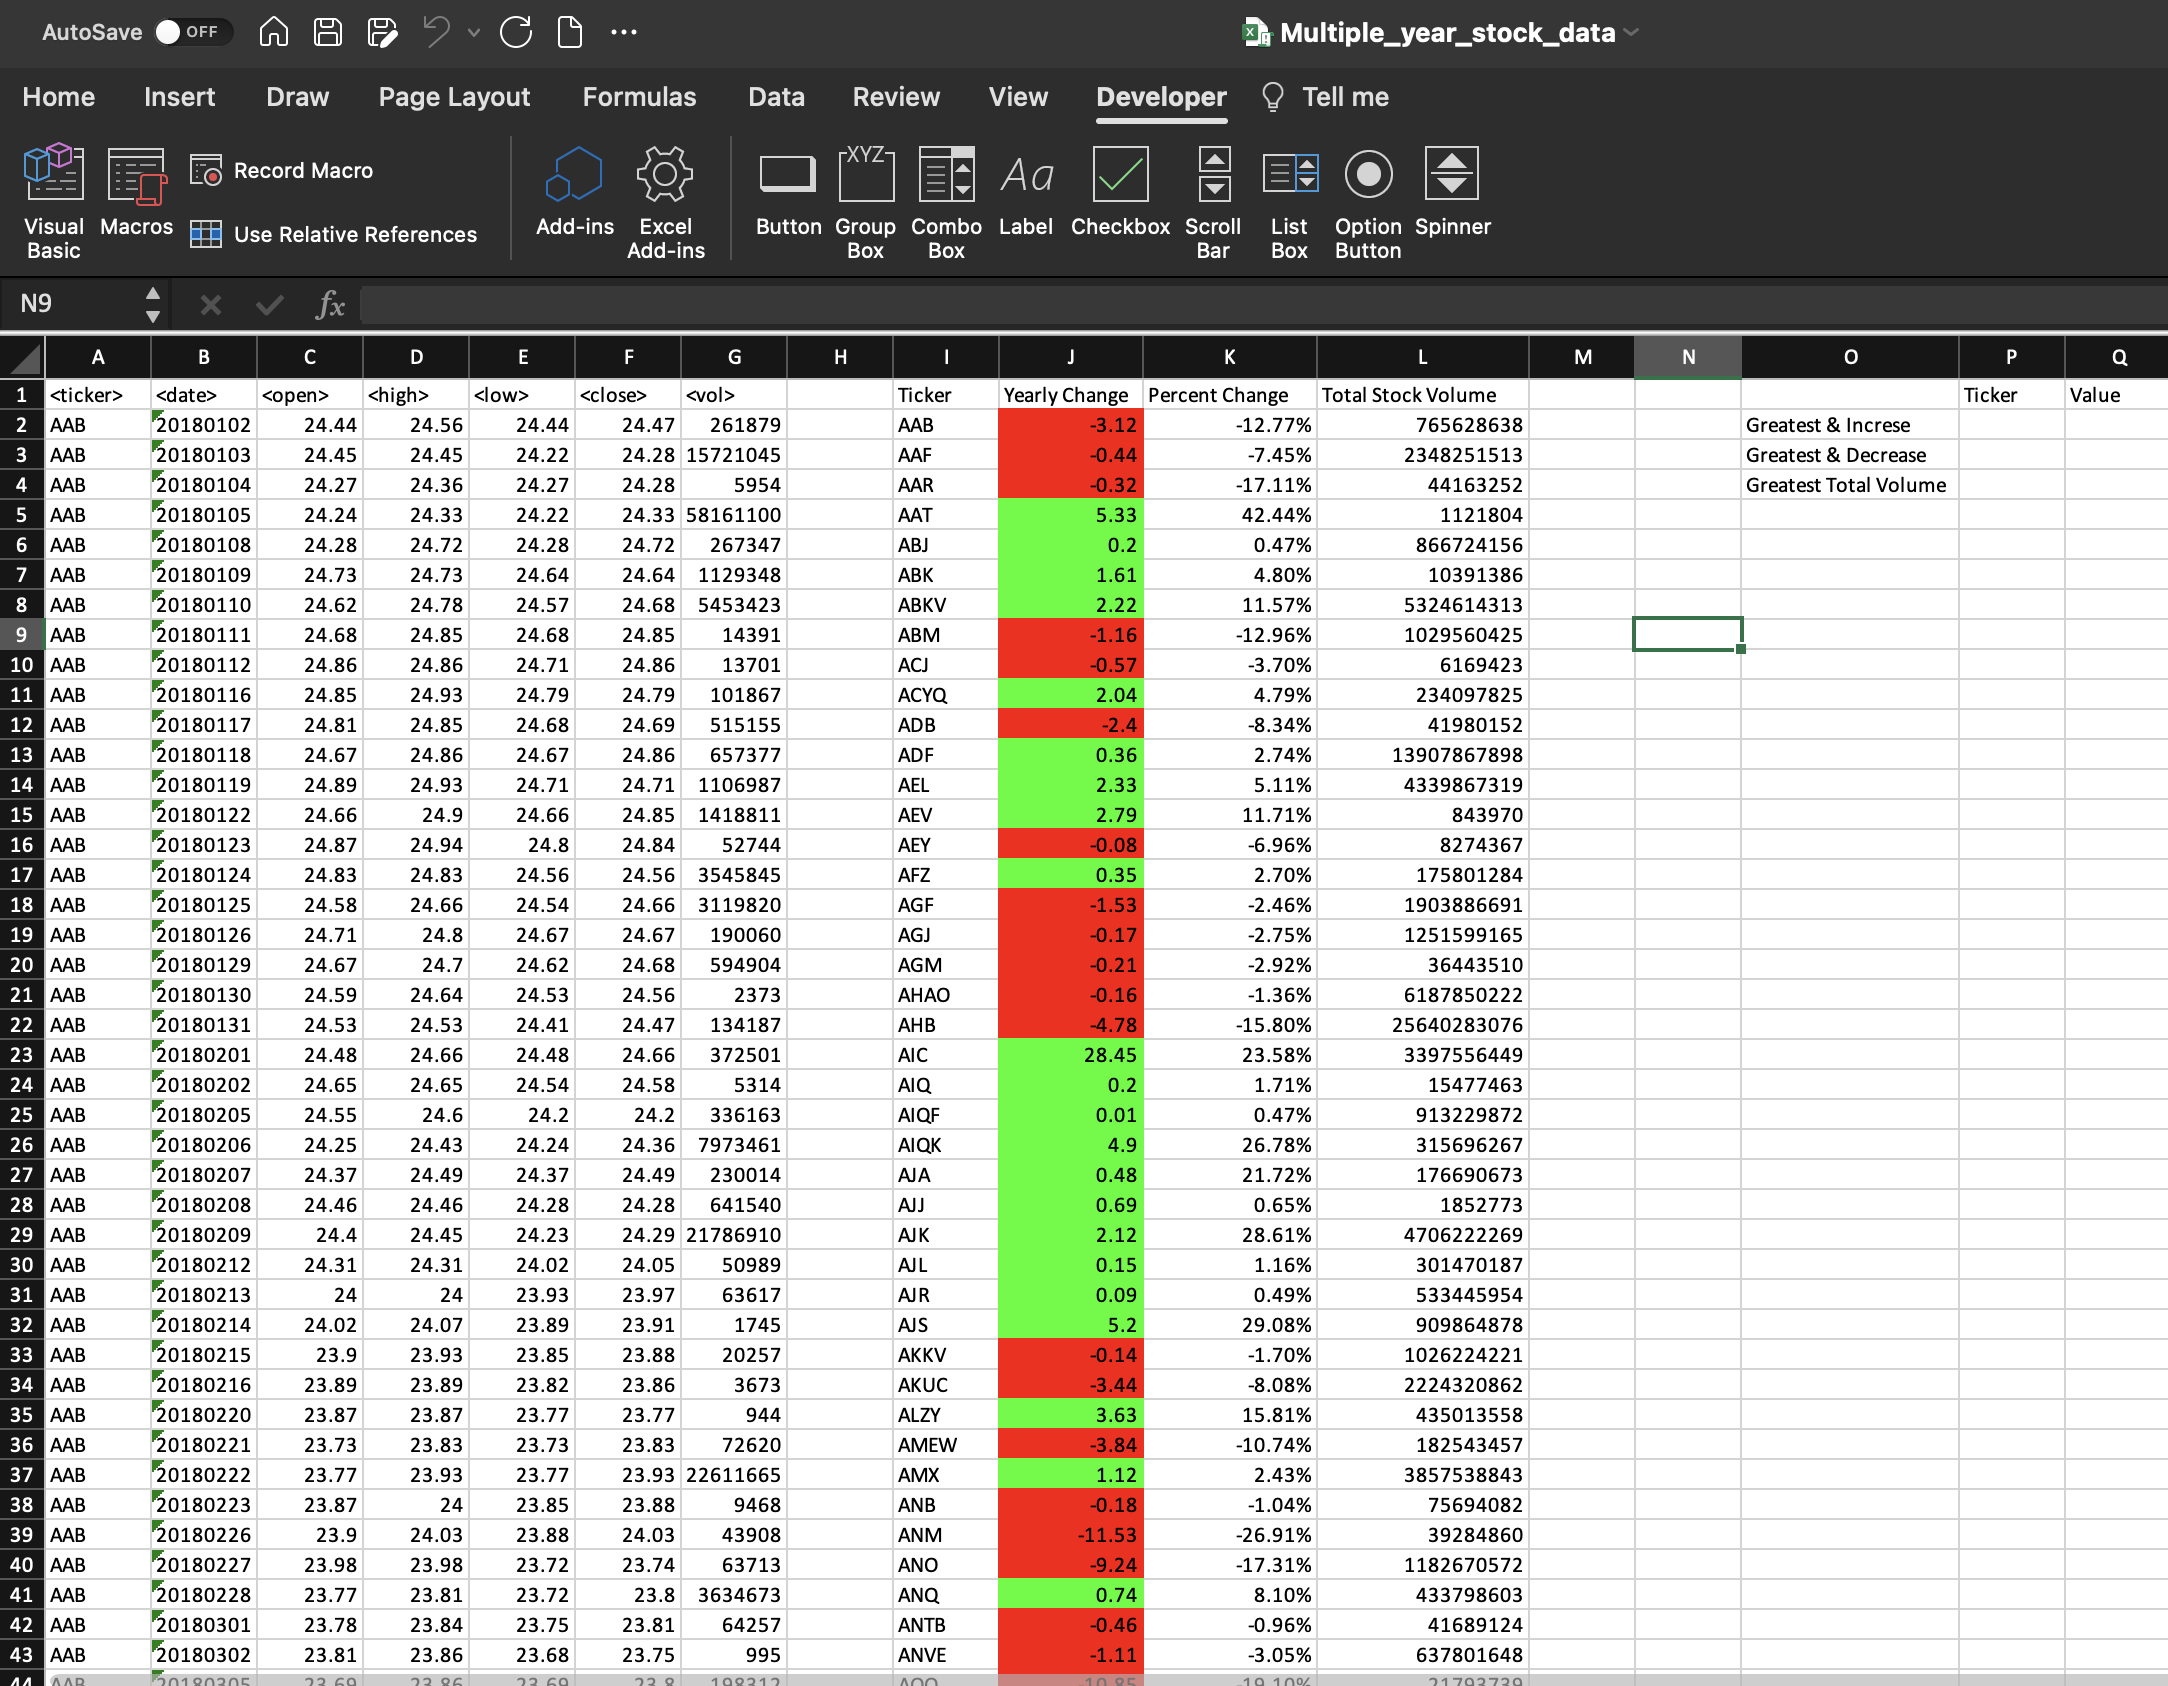 AutoSave OFF Multiple_year_stock_data
Home Insert Draw Page Layout Formulas Data Review View Developer Tell me
Visual Basic Macros Record Macro Use Relative References Add-ins Excel Add-ins Button XYZ Group Box Combo Box Aa Label Checkbox Scroll Bar List Box Option Button Spinner
N9 fx
A B C D E F G H I J K L M N O P Q
1 <ticker> <date> <open> <high> <low> <close> <vol> Ticker Yearly Change Percent Change Total Stock Volume Ticker Value
2 AAB 20180102 24.44 24.56 24.44 24.47 261879 AAB -3.12 -12.77% 765628638 Greatest & Increse
3 AAB 20180103 24.45 24.45 24.22 24.28 15721045 AAF -0.44 -7.45% 2348251513 Greatest & Decrease
4 AAB 20180104 24.27 24.36 24.27 24.28 5954 AAR -0.32 -17.11% 44163252 Greatest Total Volume
5 AAB 20180105 24.24 24.33 24.22 24.33 58161100 AAT 5.33 42.44% 1121804
6 AAB 20180108 24.28 24.72 24.28 24.72 267347 ABJ 0.2 0.47% 866724156
7 AAB 20180109 24.73 24.73 24.64 24.64 1129348 ABK 1.61 4.80% 10391386
8 AAB 20180110 24.62 24.78 24.57 24.68 5453423 ABKV 2.22 11.57% 5324614313
9 AAB 20180111 24.68 24.85 24.68 24.85 14391 ABM -1.16 -12.96% 1029560425
10 AAB 20180112 24.86 24.86 24.71 24.86 13701 ACJ -0.57 -3.70% 6169423
11 AAB 20180116 24.85 24.93 24.79 24.79 101867 ACYQ 2.04 4.79% 234097825
12 AAB 20180117 24.81 24.85 24.68 24.69 515155 ADB -2.4 -8.34% 41980152
13 AAB 20180118 24.67 24.86 24.67 24.86 657377 ADF 0.36 2.74% 13907867898
14 AAB 20180119 24.89 24.93 24.71 24.71 1106987 AEL 2.33 5.11% 4339867319
15 AAB 20180122 24.66 24.9 24.66 24.85 1418811 AEV 2.79 11.71% 843970
16 AAB 20180123 24.87 24.94 24.8 24.84 52744 AEY -0.08 -6.96% 8274367
17 AAB 20180124 24.83 24.83 24.56 24.56 3545845 AFZ 0.35 2.70% 175801284
18 AAB 20180125 24.58 24.66 24.54 24.66 3119820 AGF -1.53 -2.46% 1903886691
19 AAB 20180126 24.71 24.8 24.67 24.67 190060 AGJ -0.17 -2.75% 1251599165
20 AAB 20180129 24.67 24.7 24.62 24.68 594904 AGM -0.21 -2.92% 36443510
21 AAB 20180130 24.59 24.64 24.53 24.56 2373 AHAO -0.16 -1.36% 6187850222
22 AAB 20180131 24.53 24.53 24.41 24.47 134187 AHB -4.78 -15.80% 25640283076
23 AAB 20180201 24.48 24.66 24.48 24.66 372501 AIC 28.45 23.58% 3397556449
24 AAB 20180202 24.65 24.65 24.54 24.58 5314 AIQ 0.2 1.71% 15477463
25 AAB 20180205 24.55 24.6 24.2 24.2 336163 AIQF 0.01 0.47% 913229872
26 AAB 20180206 24.25 24.43 24.24 24.36 7973461 AIQK 4.9 26.78% 315696267
27 AAB 20180207 24.37 24.49 24.37 24.49 230014 AJA 0.48 21.72% 176690673
28 AAB 20180208 24.46 24.46 24.28 24.28 641540 AJJ 0.69 0.65% 1852773
29 AAB 20180209 24.4 24.45 24.23 24.29 21786910 AJK 2.12 28.61% 4706222269
30 AAB 20180212 24.31 24.31 24.02 24.05 50989 AJL 0.15 1.16% 301470187
31 AAB 20180213 24 24 23.93 23.97 63617 AJR 0.09 0.49% 533445954
32 AAB 20180214 24.02 24.07 23.89 23.91 1745 AJS 5.2 29.08% 909864878
33 AAB 20180215 23.9 23.93 23.85 23.88 20257 AKKV -0.14 -1.70% 1026224221
34 AAB 20180216 23.89 23.89 23.82 23.86 3673 AKUC -3.44 -8.08% 2224320862
35 AAB 20180220 23.87 23.87 23.77 23.77 944 ALZY 3.63 15.81% 435013558
36 AAB 20180221 23.73 23.83 23.73 23.83 72620 AMEW -3.84 -10.74% 182543457
37 AAB 20180222 23.77 23.93 23.77 23.93 22611665 AMX 1.12 2.43% 3857538843
38 AAB 20180223 23.87 24 23.85 23.88 9468 ANB -0.18 -1.04% 75694082
39 AAB 20180226 23.9 24.03 23.88 24.03 43908 ANM -11.53 -26.91% 39284860
40 AAB 20180227 23.98 23.98 23.72 23.74 63713 ANO -9.24 -17.31% 1182670572
41 AAB 20180228 23.77 23.81 23.72 23.8 3634673 ANQ 0.74 8.10% 433798603
42 AAB 20180301 23.78 23.84 23.75 23.81 64257 ANTB -0.46 -0.96% 41689124
43 AAB 20180302 23.81 23.86 23.68 23.75 995 ANVE -1.11 -3.05% 637801648
44 AAB 20180305 23.69 23.86 23.69 23.8 198312 -10.85 -19.10% 21793739